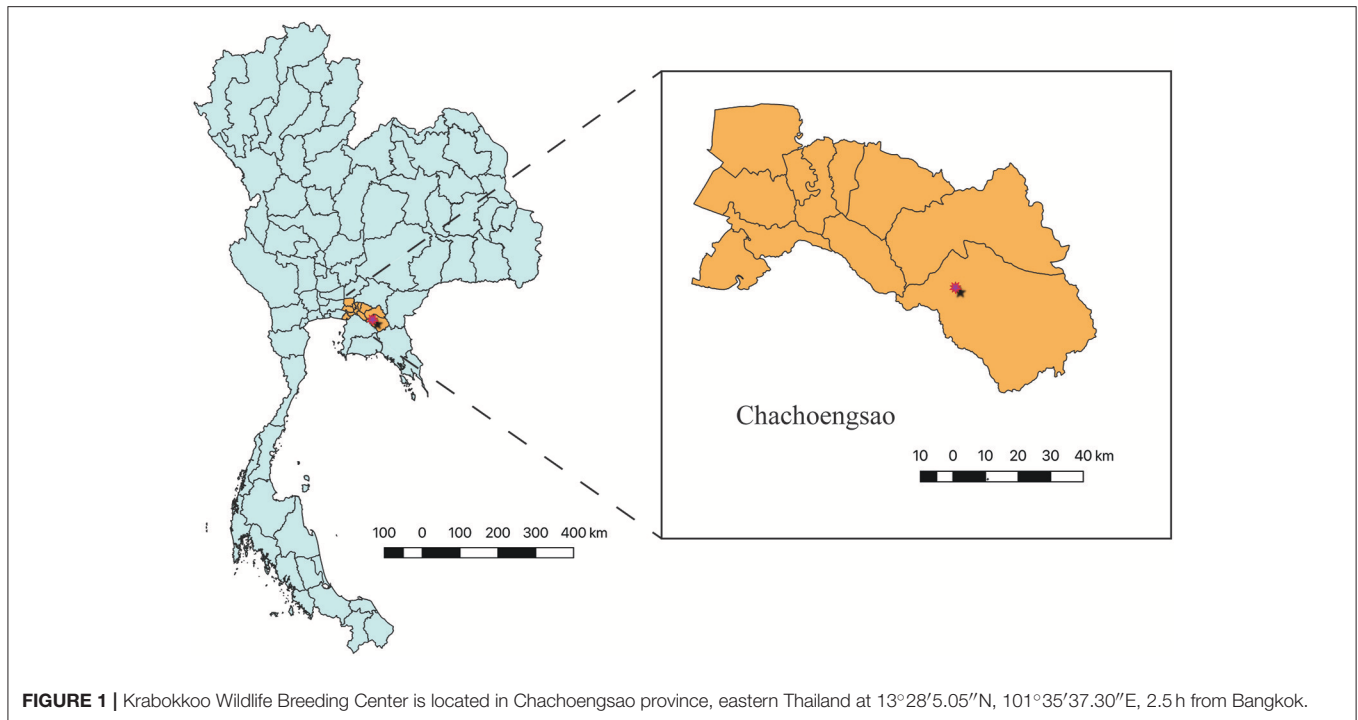 Chachoengsao
10 0 10 20 30 40 km
100 0 100 200 300 400 km
FIGURE 1 | Krabokkoo Wildlife Breeding Center is located in Chachoengsao province, eastern Thailand at 13°28′5.05″N, 101°35′37.30″E, 2.5 h from Bangkok.